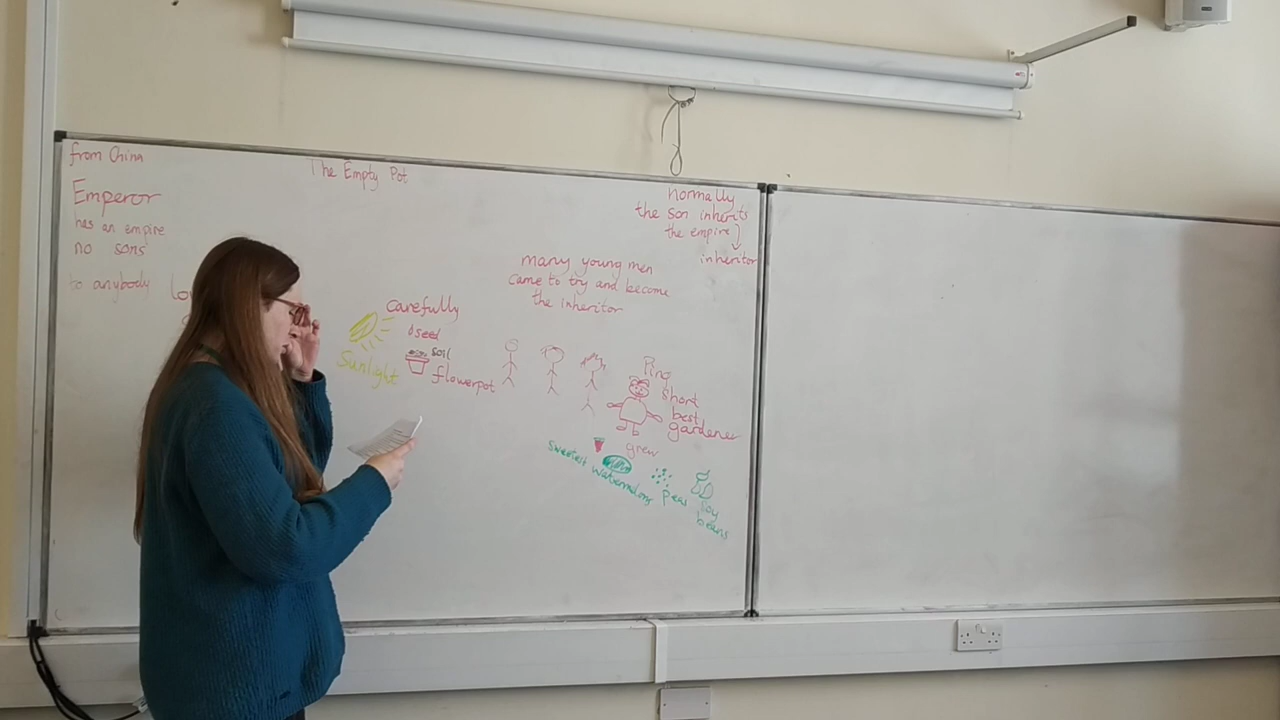 from China
The Empty Pot
Emperor
has an empire
no sons
to anybody
normally
the son inherits
the empire
inheritor
many young men
came to try and become
the inheritor
carefully
seed
soil
flowerpot
Sunlight
Ping
short
best
gardener
grew
sweetest watermelons
Peas
Soy
beans